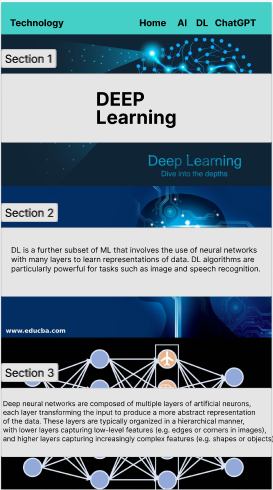 Technology Home AI DL ChatGPT
Section 1
DEEP
Learning
Deep Learning
Dive into the depths
Section 2
DL is a further subset of ML that involves the use of neural networks
with many layers to learn representations of data. DL algorithms are
particularly powerful for tasks such as image and speech recognition.
www.educba.com
Section 3
Deep neural networks are composed of multiple layers of artificial neurons,
each layer transforming the input to produce a more abstract representation
of the data. These layers are typically organized in a hierarchical manner,
with lower layers capturing low-level features (e.g. edges or corners in images),
and higher layers capturing increasingly complex features (e.g. shapes or objects)